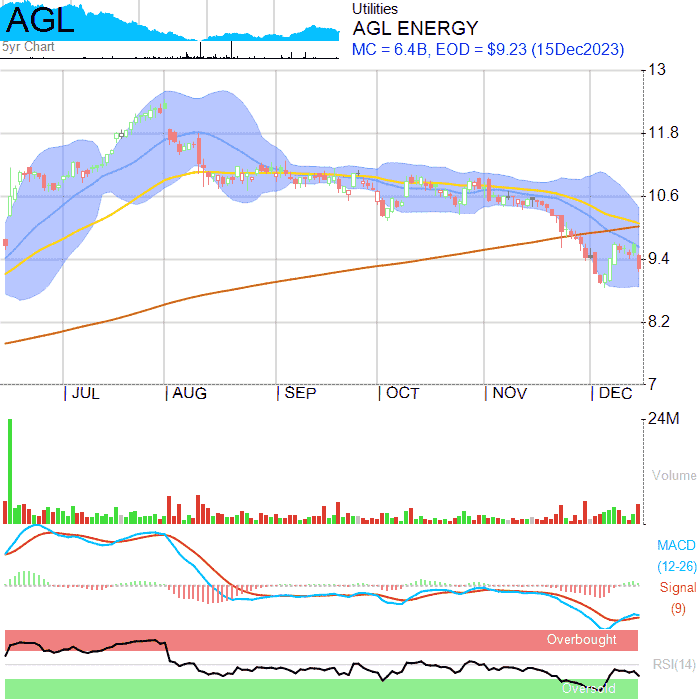 AGL
5yr Chart
Utilities
AGL ENERGY
MC = 6.4B, EOD = $9.23 (15Dec2023)
13
11.8
10.6
9.4
8.2
7
JUL
AUG
SEP
OCT
NOV
DEC
24M
Volume
MACD
(12-26)
Signal
(9)
Overbought
RSI(14)
Oversold